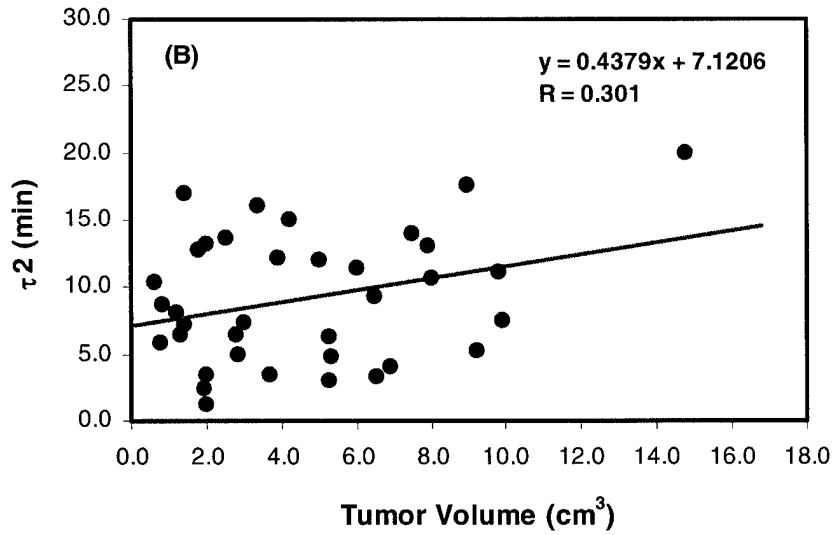 30.0
(B)
y = 0.4379x + 7.1206
25.0
R = 0.301
20.0
15.0
10.0
5.0
0.0
τ2 (min)
0.0 2.0 4.0 6.0 8.0 10.0 12.0 14.0 16.0 18.0
Tumor Volume (cm³)